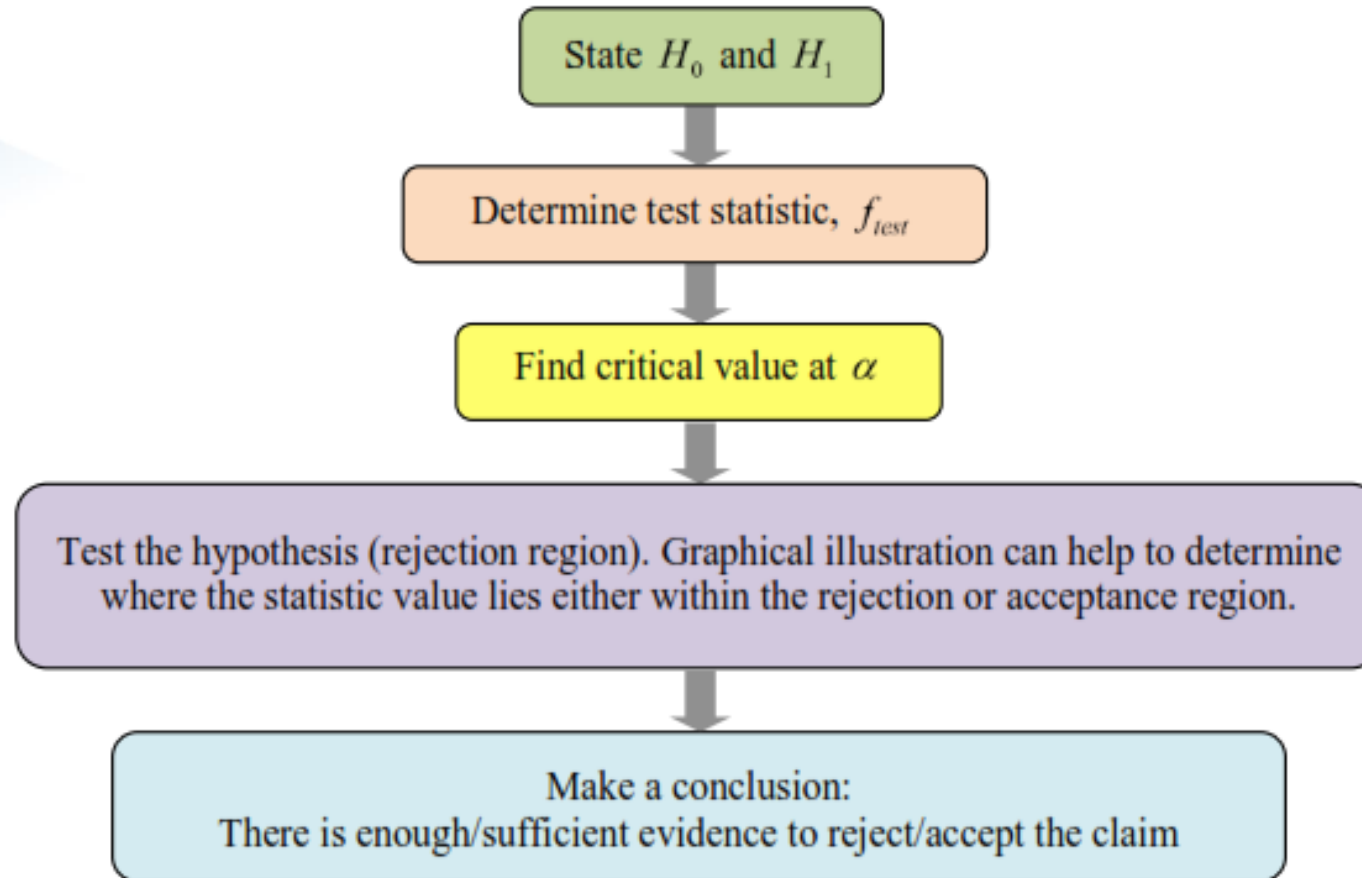 State H₀ and H₁
Determine test statistic, f_test
Find critical value at α
Test the hypothesis (rejection region). Graphical illustration can help to determine
where the statistic value lies either within the rejection or acceptance region.
Make a conclusion:
There is enough/sufficient evidence to reject/accept the claim